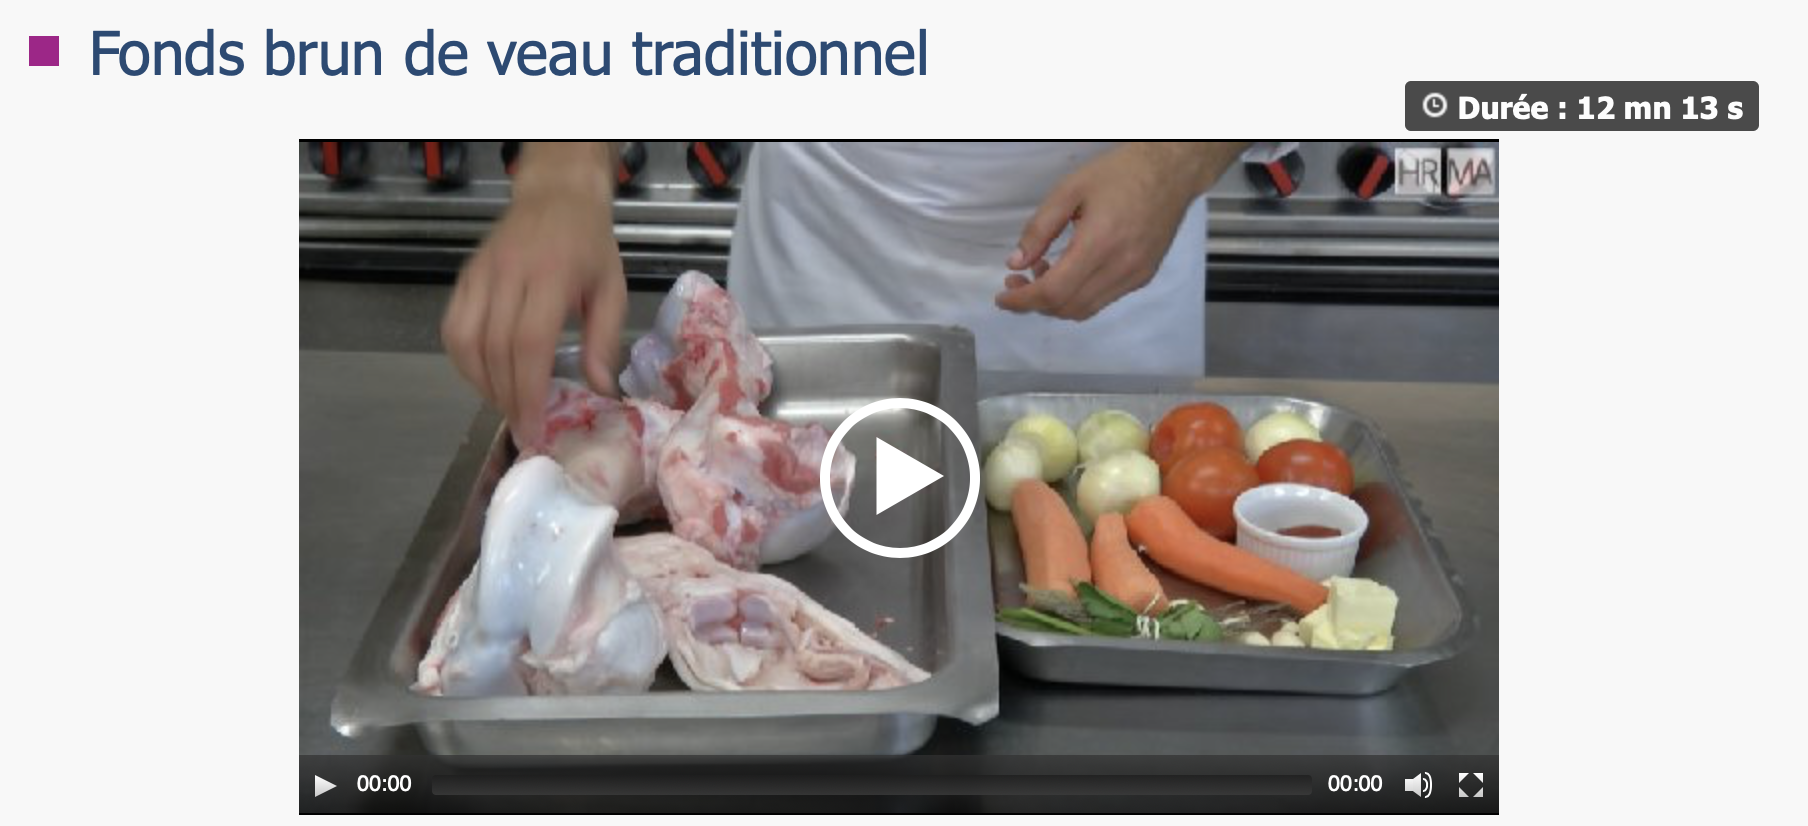 Fonds brun de veau traditionnel
Durée : 12 mn 13 s
HRMA
00:00
00:00